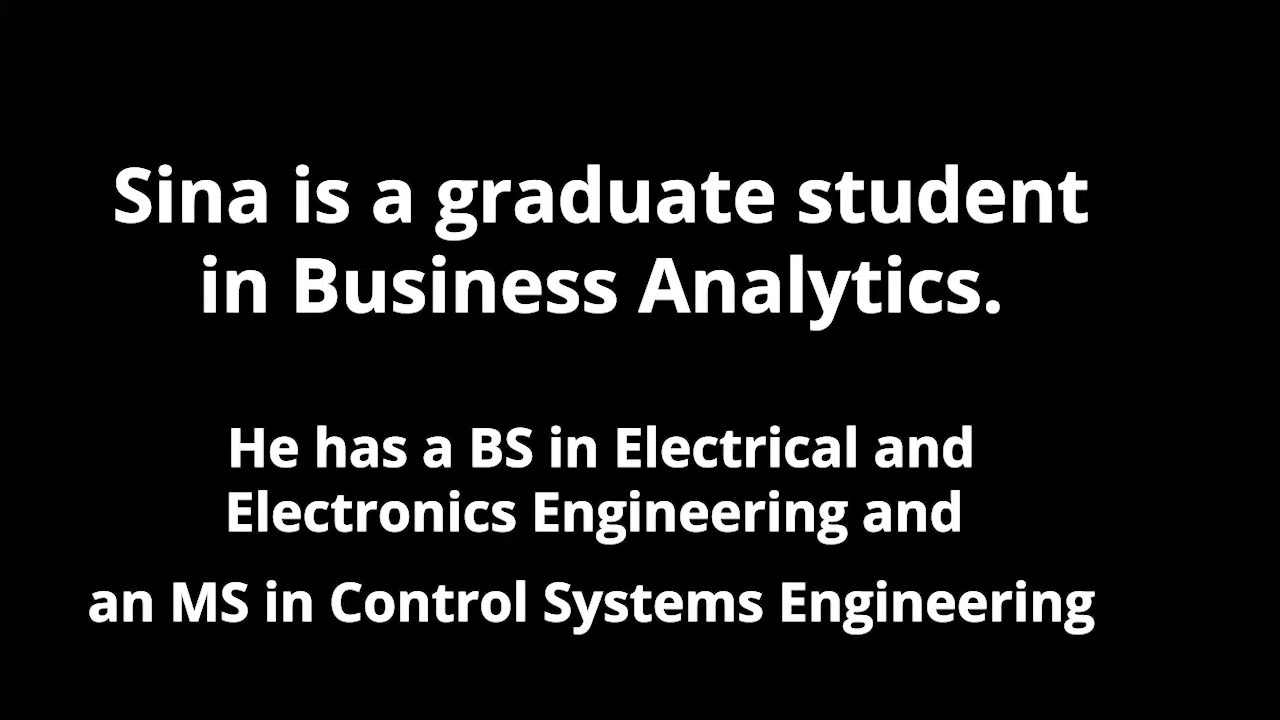 Sina is a graduate student
in Business Analytics.
He has a BS in Electrical and
Electronics Engineering and
an MS in Control Systems Engineering